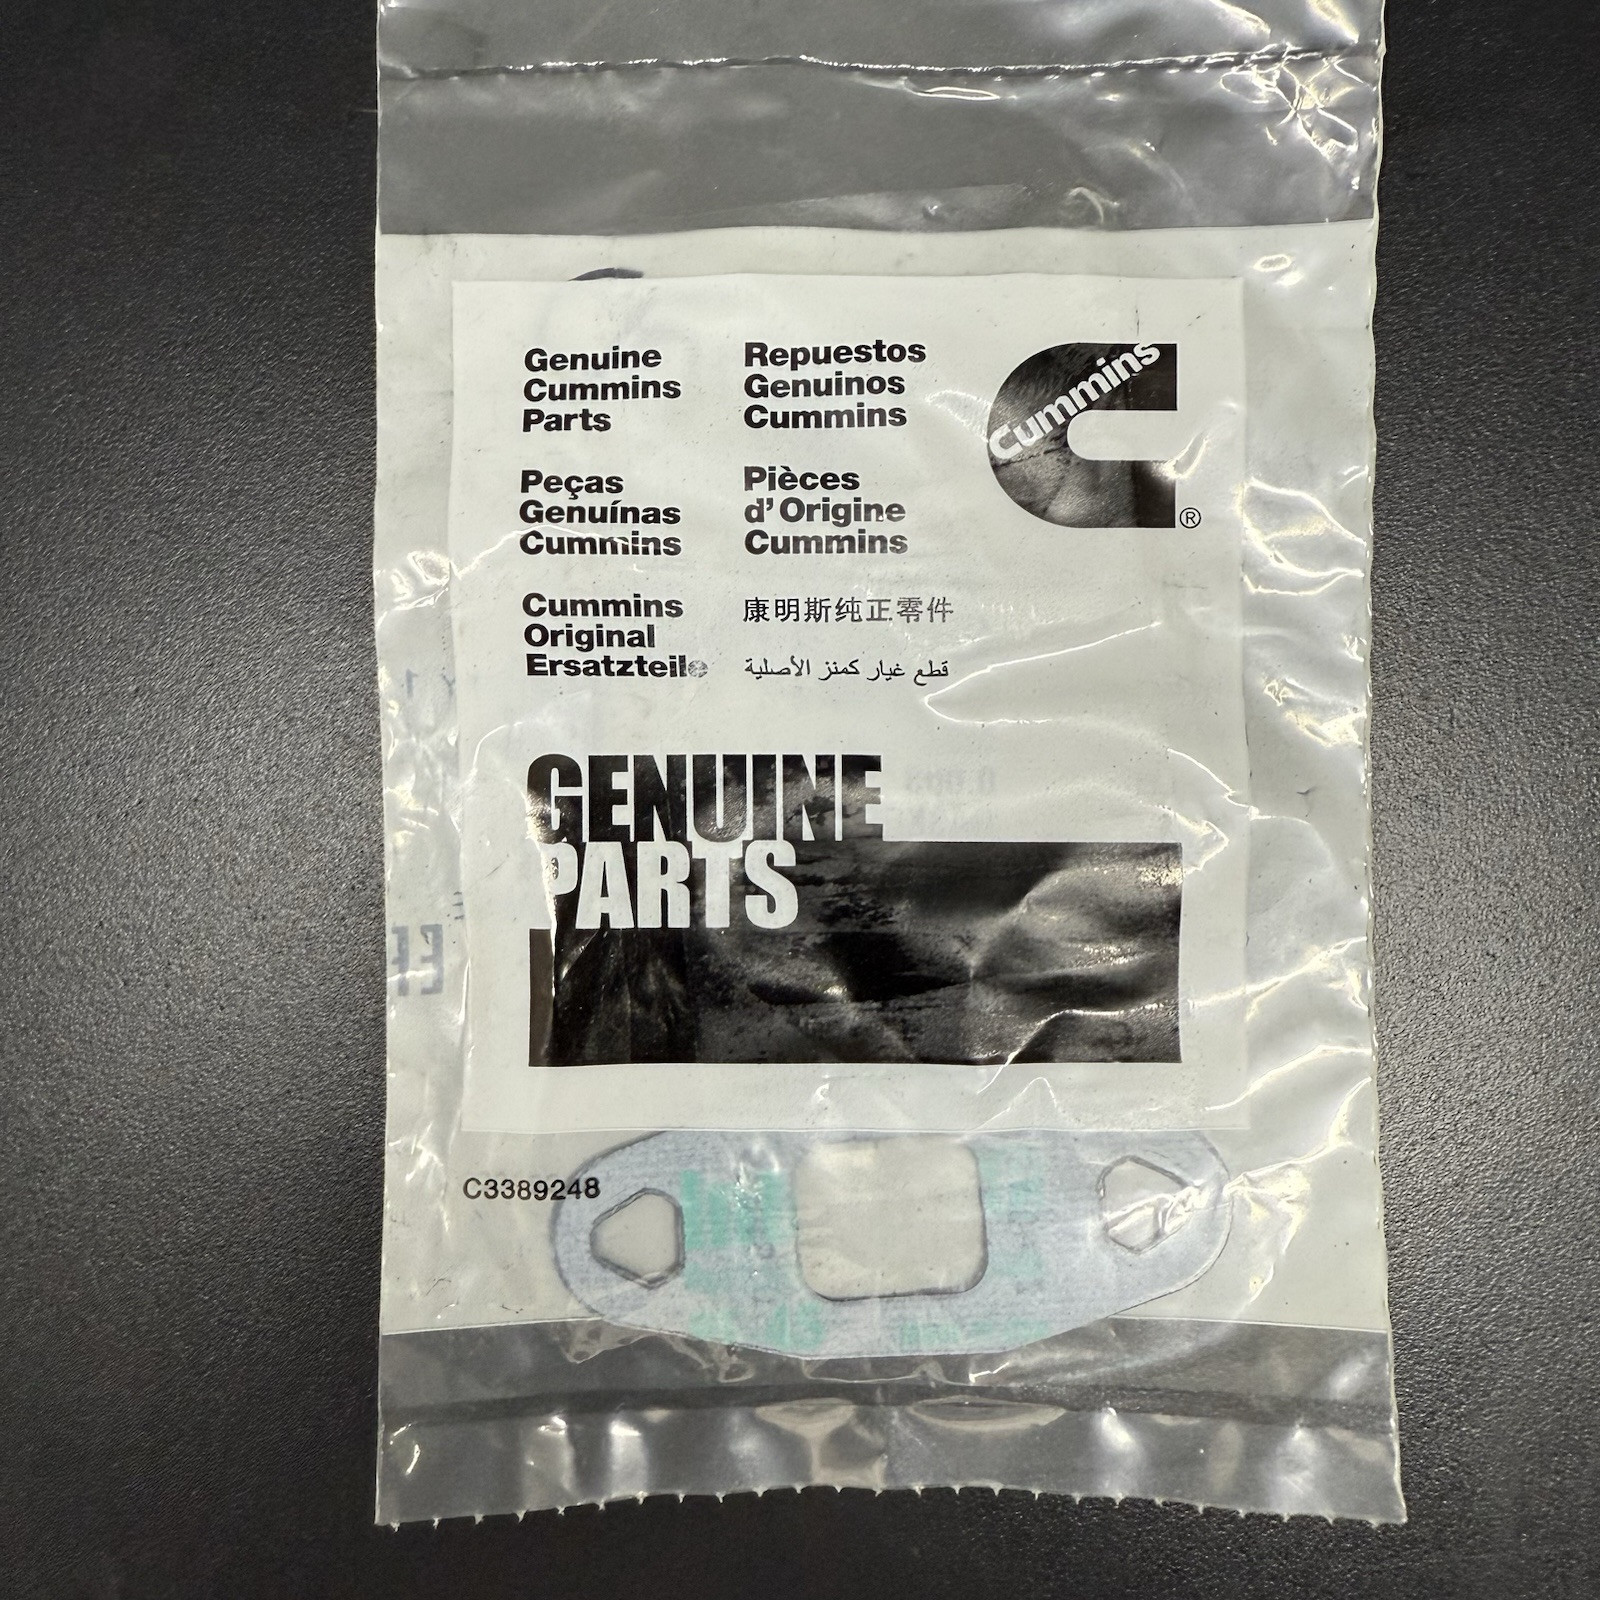 Genuine
Cummins
Parts
Repuestos
Genuinos
Cummins
Cummins
®
Peças
Genuínas
Cummins
Pièces
d' Origine
Cummins
Cummins
Original
Ersatzteile
康明斯纯正零件
قطع غيار كمنز الأصلية
GENUINE
PARTS
C3389248